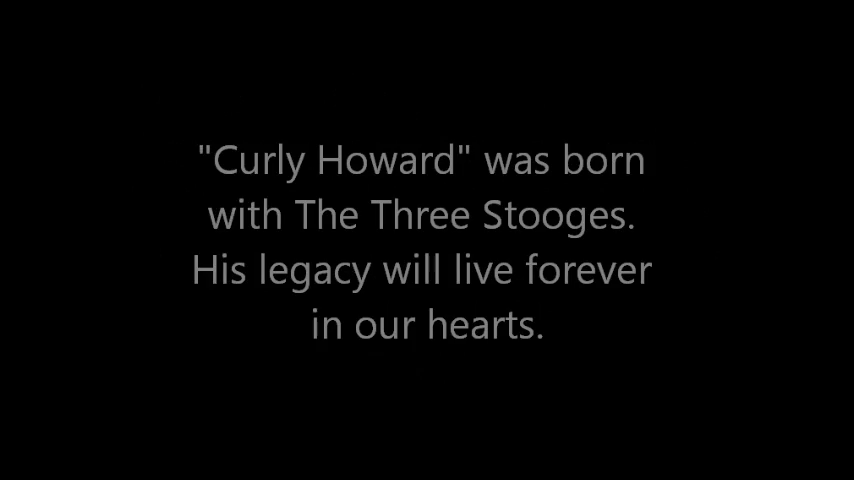 "Curly Howard" was born
with The Three Stooges.
His legacy will live forever
in our hearts.